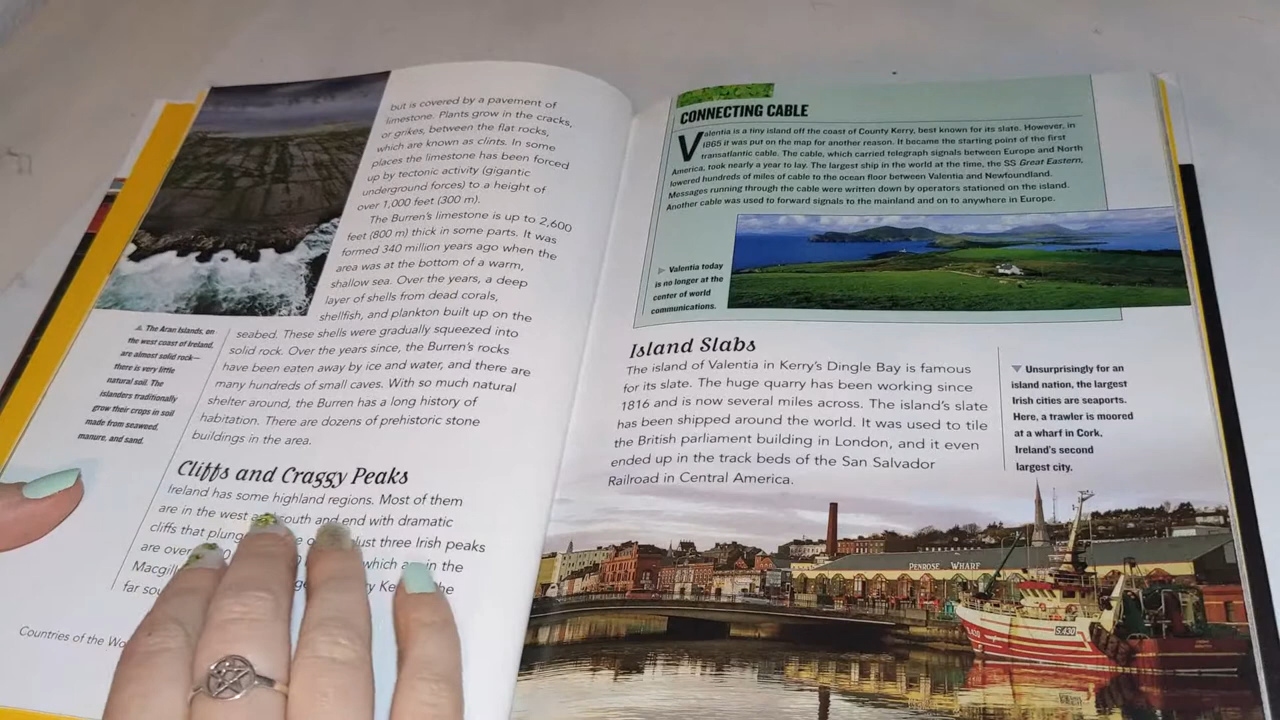 but is covered by a pavement of
limestone. Plants grow in the cracks,
or grikes, between the flat rocks,
which are known as clints. In some
places the limestone has been forced
up by tectonic activity (gigantic
underground forces) to a height of
over 1,000 feet (300 m).
The Burren's limestone is up to 2,600
feet (800 m) thick in some parts. It was
formed 340 million years ago when the
area was at the bottom of a warm,
shallow sea. Over the years, a deep
layer of shells from dead corals,
shellfish, and plankton built up on the
seabed. These shells were gradually squeezed into
solid rock. Over the years since, the Burren's rocks
have been eaten away by ice and water, and there are
many hundreds of small caves. With so much natural
shelter around, the Burren has a long history of
habitation. There are dozens of prehistoric stone
buildings in the area.
The Aran Islands, on
the west coast of Ireland,
are almost solid rock—
there is very little
natural soil. The
islanders traditionally
grow their crops in soil
made from seaweed,
manure, and sand.
Cliffs and Craggy Peaks
Ireland has some highland regions. Most of them
are in the west and south and end with dramatic
cliffs that plunge Just three Irish peaks
are over which are in the
Macgill
far sou Ke he
Countries of the Wo
CONNECTING CABLE
Valentia is a tiny island off the coast of County Kerry, best known for its slate. However, in
1865 it was put on the map for another reason. It became the starting point of the first
transatlantic cable. The cable, which carried telegraph signals between Europe and North
America, took nearly a year to lay. The largest ship in the world at the time, the SS Great Eastern,
lowered hundreds of miles of cable to the ocean floor between Valentia and Newfoundland.
Messages running through the cable were written down by operators stationed on the island.
Another cable was used to forward signals to the mainland and on to anywhere in Europe.
Valentia today
is no longer at the
center of world
communications.
Island Slabs
The island of Valentia in Kerry's Dingle Bay is famous
for its slate. The huge quarry has been working since
1816 and is now several miles across. The island's slate
has been shipped around the world. It was used to tile
the British parliament building in London, and it even
ended up in the track beds of the San Salvador
Railroad in Central America.
Unsurprisingly for an
island nation, the largest
Irish cities are seaports.
Here, a trawler is moored
at a wharf in Cork,
Ireland's second
largest city.
PENROSE WHARF
S.430